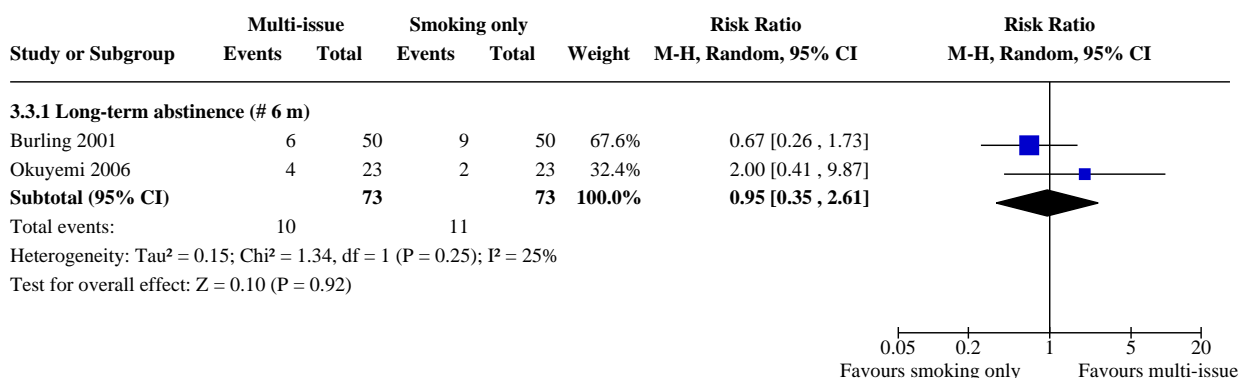 Multi-issue Smoking only Risk Ratio Risk Ratio
Study or Subgroup Events Total Events Total Weight M-H, Random, 95% CI M-H, Random, 95% CI
3.3.1 Long-term abstinence (# 6 m)
Burling 2001 6 50 9 50 67.6% 0.67 [0.26 , 1.73]
Okuyemi 2006 4 23 2 23 32.4% 2.00 [0.41 , 9.87]
Subtotal (95% CI) 73 73 100.0% 0.95 [0.35 , 2.61]
Total events: 10 11
Heterogeneity: Tau² = 0.15; Chi² = 1.34, df = 1 (P = 0.25); I² = 25%
Test for overall effect: Z = 0.10 (P = 0.92)
0.05 0.2 1 5 20
Favours smoking only Favours multi-issue